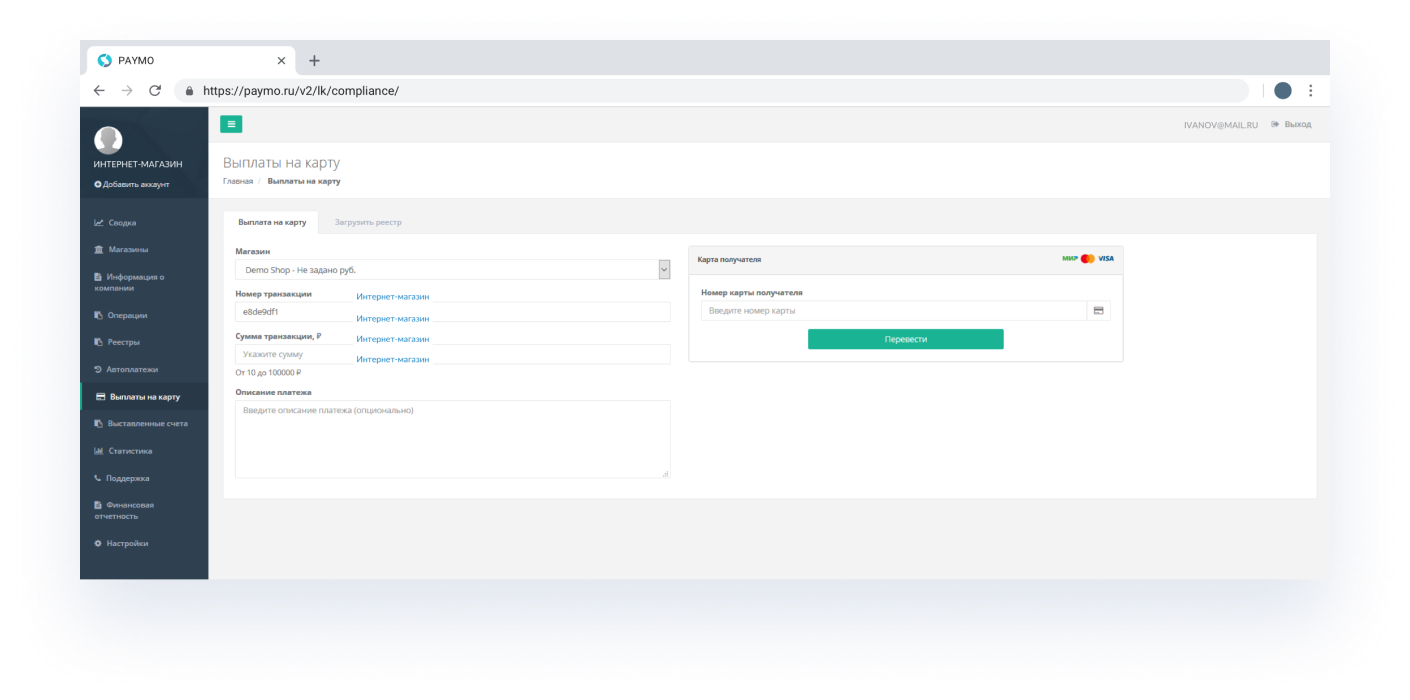 PAYMO
https://paymo.ru/v2/lk/compliance/
IVANOV@MAIL.RU Выход
ИНТЕРНЕТ-МАГАЗИН
Добавить аккаунт
Сводка
Магазины
Информация о
компании
Операции
Реестры
Автоплатежи
Выплаты на карту
Выставленные счета
Статистика
Поддержка
Финансовая
отчетность
Настройки
Выплаты на карту
Главная / Выплаты на карту
Выплата на карту
Загрузить реестр
Магазин
Demo Shop - Не задано руб.
Номер транзакции
Интернет-магазин
e8de9df1
Интернет-магазин
Сумма транзакции, ₽
Интернет-магазин
Укажите сумму
Интернет-магазин
От 10 до 100000 ₽
Описание платежа
Введите описание платежа (опционально)
Карта получателя
МИР VISA
Номер карты получателя
Введите номер карты
Перевести